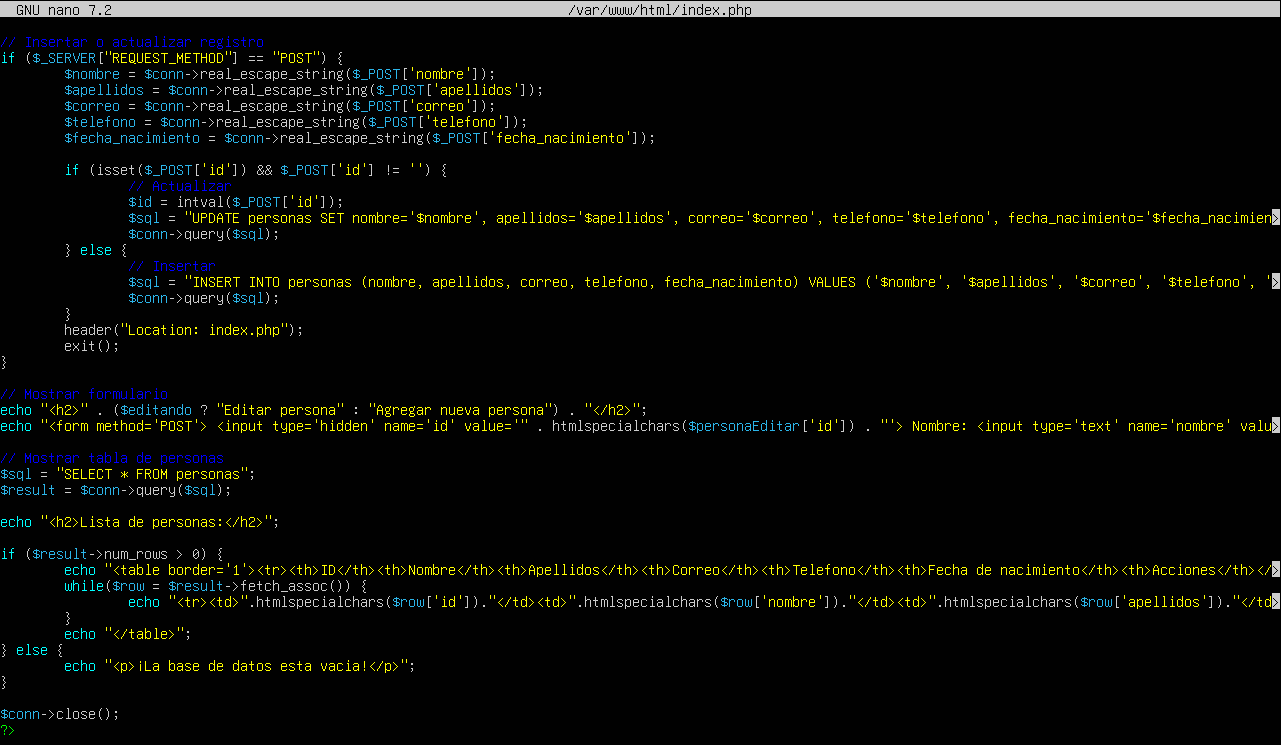 GNU nano 7.2 /var/www/html/index.php
// Insertar o actualizar registro
if ($_SERVER["REQUEST_METHOD"] == "POST") {
        $nombre = $conn->real_escape_string($_POST['nombre']);
        $apellidos = $conn->real_escape_string($_POST['apellidos']);
        $correo = $conn->real_escape_string($_POST['correo']);
        $telefono = $conn->real_escape_string($_POST['telefono']);
        $fecha_nacimiento = $conn->real_escape_string($_POST['fecha_nacimiento']);
        if (isset($_POST['id']) && $_POST['id'] != '') {
                // Actualizar
                $id = intval($_POST['id']);
                $sql = "UPDATE personas SET nombre='$nombre', apellidos='$apellidos', correo='$correo', telefono='$telefono', fecha_nacimiento='$fecha_nacimien>
                $conn->query($sql);
        } else {
                // Insertar
                $sql = "INSERT INTO personas (nombre, apellidos, correo, telefono, fecha_nacimiento) VALUES ('$nombre', '$apellidos', '$correo', '$telefono', '>
                $conn->query($sql);
        }
        header("Location: index.php");
        exit();
}
// Mostrar formulario
echo "<h2>" . ($editando ? "Editar persona" : "Agregar nueva persona") . "</h2>";
echo "<form method='POST'> <input type='hidden' name='id' value='" . htmlspecialchars($personaEditar['id']) . "'> Nombre: <input type='text' name='nombre' valu>
// Mostrar tabla de personas
$sql = "SELECT * FROM personas";
$result = $conn->query($sql);
echo "<h2>Lista de personas:</h2>";
if ($result->num_rows > 0) {
        echo "<table border='1'><tr><th>ID</th><th>Nombre</th><th>Apellidos</th><th>Correo</th><th>Telefono</th><th>Fecha de nacimiento</th><th>Acciones</th></>
        while($row = $result->fetch_assoc()) {
                echo "<tr><td>".htmlspecialchars($row['id'])."</td><td>".htmlspecialchars($row['nombre'])."</td><td>".htmlspecialchars($row['apellidos'])."</td>
        }
        echo "</table>";
} else {
        echo "<p>¡La base de datos esta vacia!</p>";
}
$conn->close();
?>